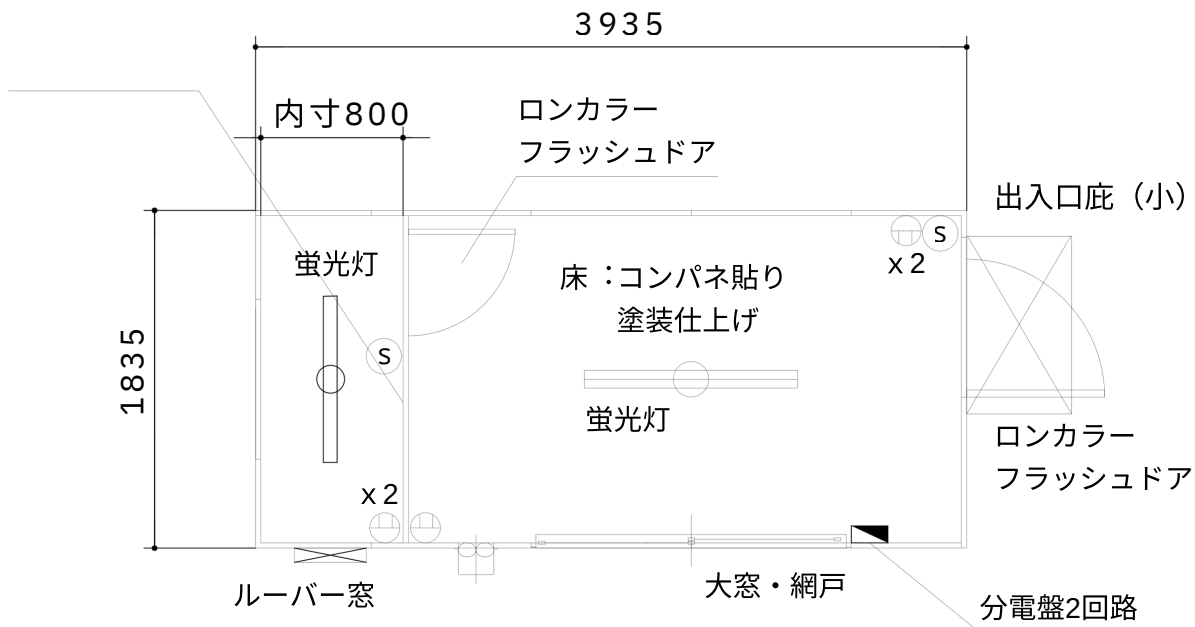 3935
内寸800
ロンカラー
フラッシュドア
出入口庇（小）
S
x2
蛍光灯
床：コンパネ貼り
塗装仕上げ
S
1835
蛍光灯
ロンカラー
フラッシュドア
x2
ルーバー窓
大窓・網戸
分電盤2回路